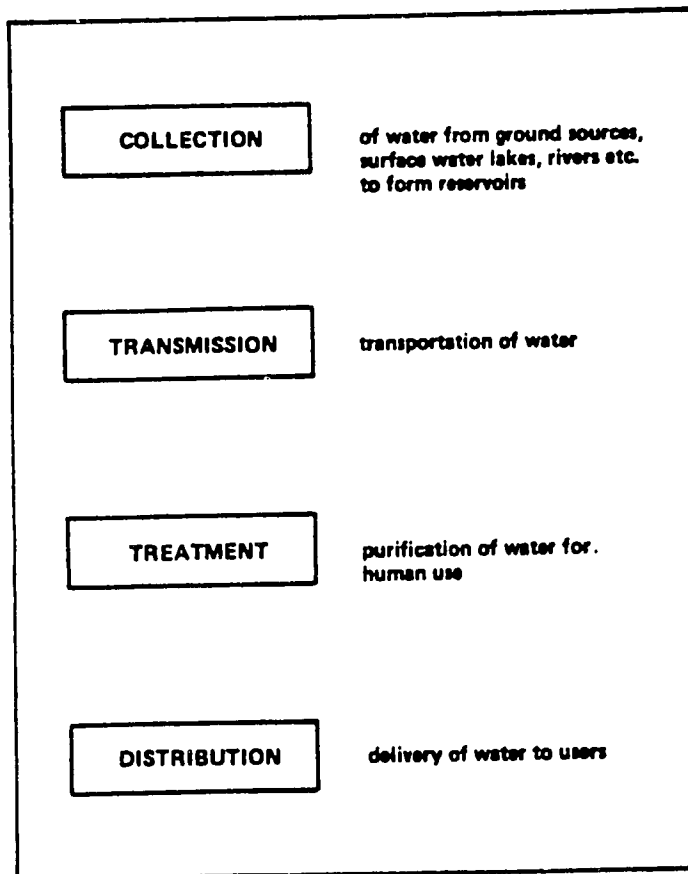 COLLECTION
of water from ground sources,
surface water lakes, rivers etc.
to form reservoirs
TRANSMISSION
transportation of water
TREATMENT
purification of water for.
human use
DISTRIBUTION
delivery of water to users